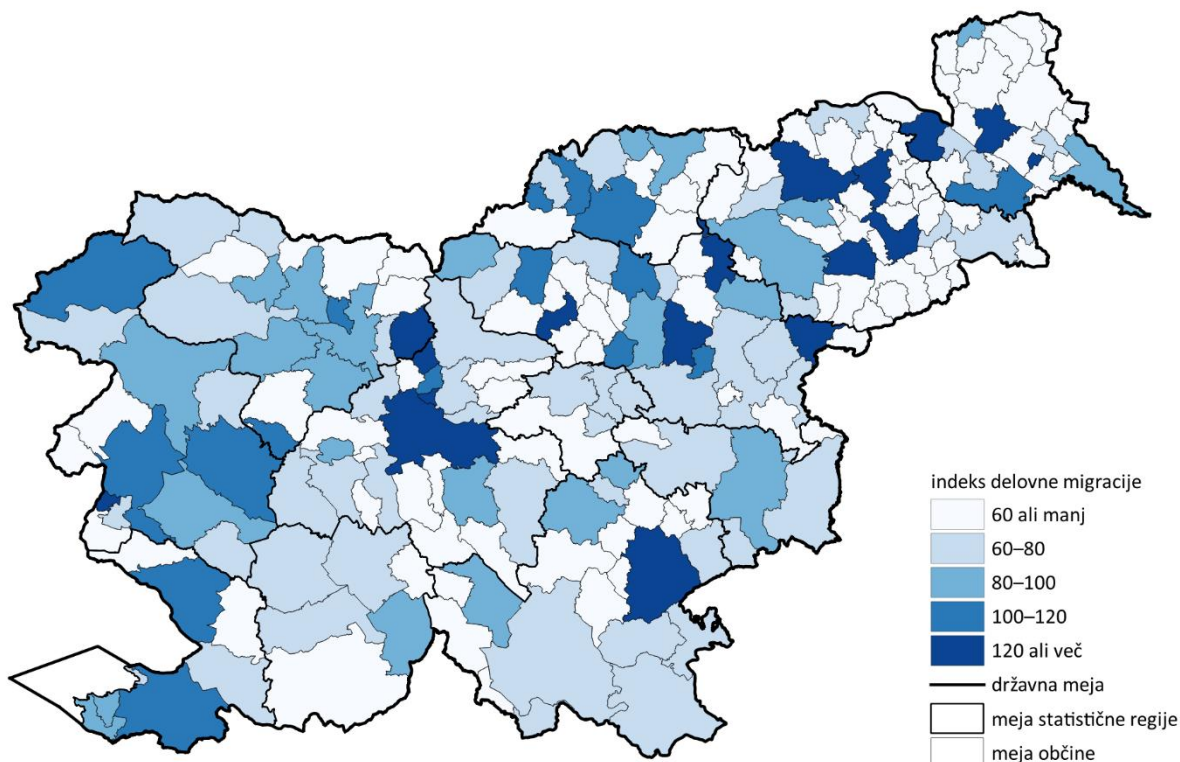 indeks delovne migracije
60 ali manj
60–80
80–100
100–120
120 ali več
državna meja
meja statistične regije
meja občine